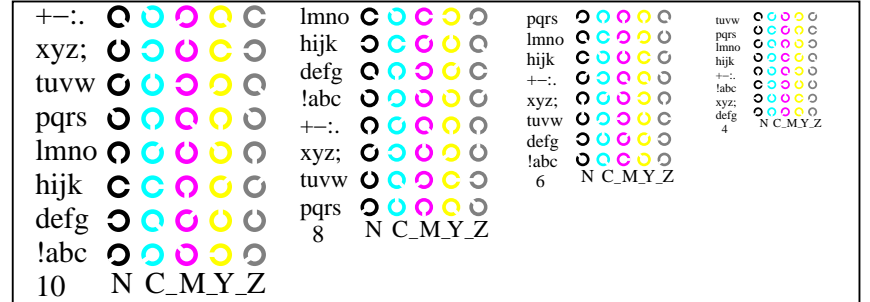 +−:.
xyz;
tuvw
pqrs
lmno
hijk
defg
!abc
10 N C_M_Y_Z
lmno
hijk
defg
!abc
+−:.
xyz;
tuvw
pqrs
8 N C_M_Y_Z
pqrs
lmno
hijk
+−:.
xyz;
tuvw
defg
!abc
6 N C_M_Y_Z
tuvw
pqrs
lmno
hijk
+−:.
!abc
xyz;
defg
4 N C_M_Y_Z